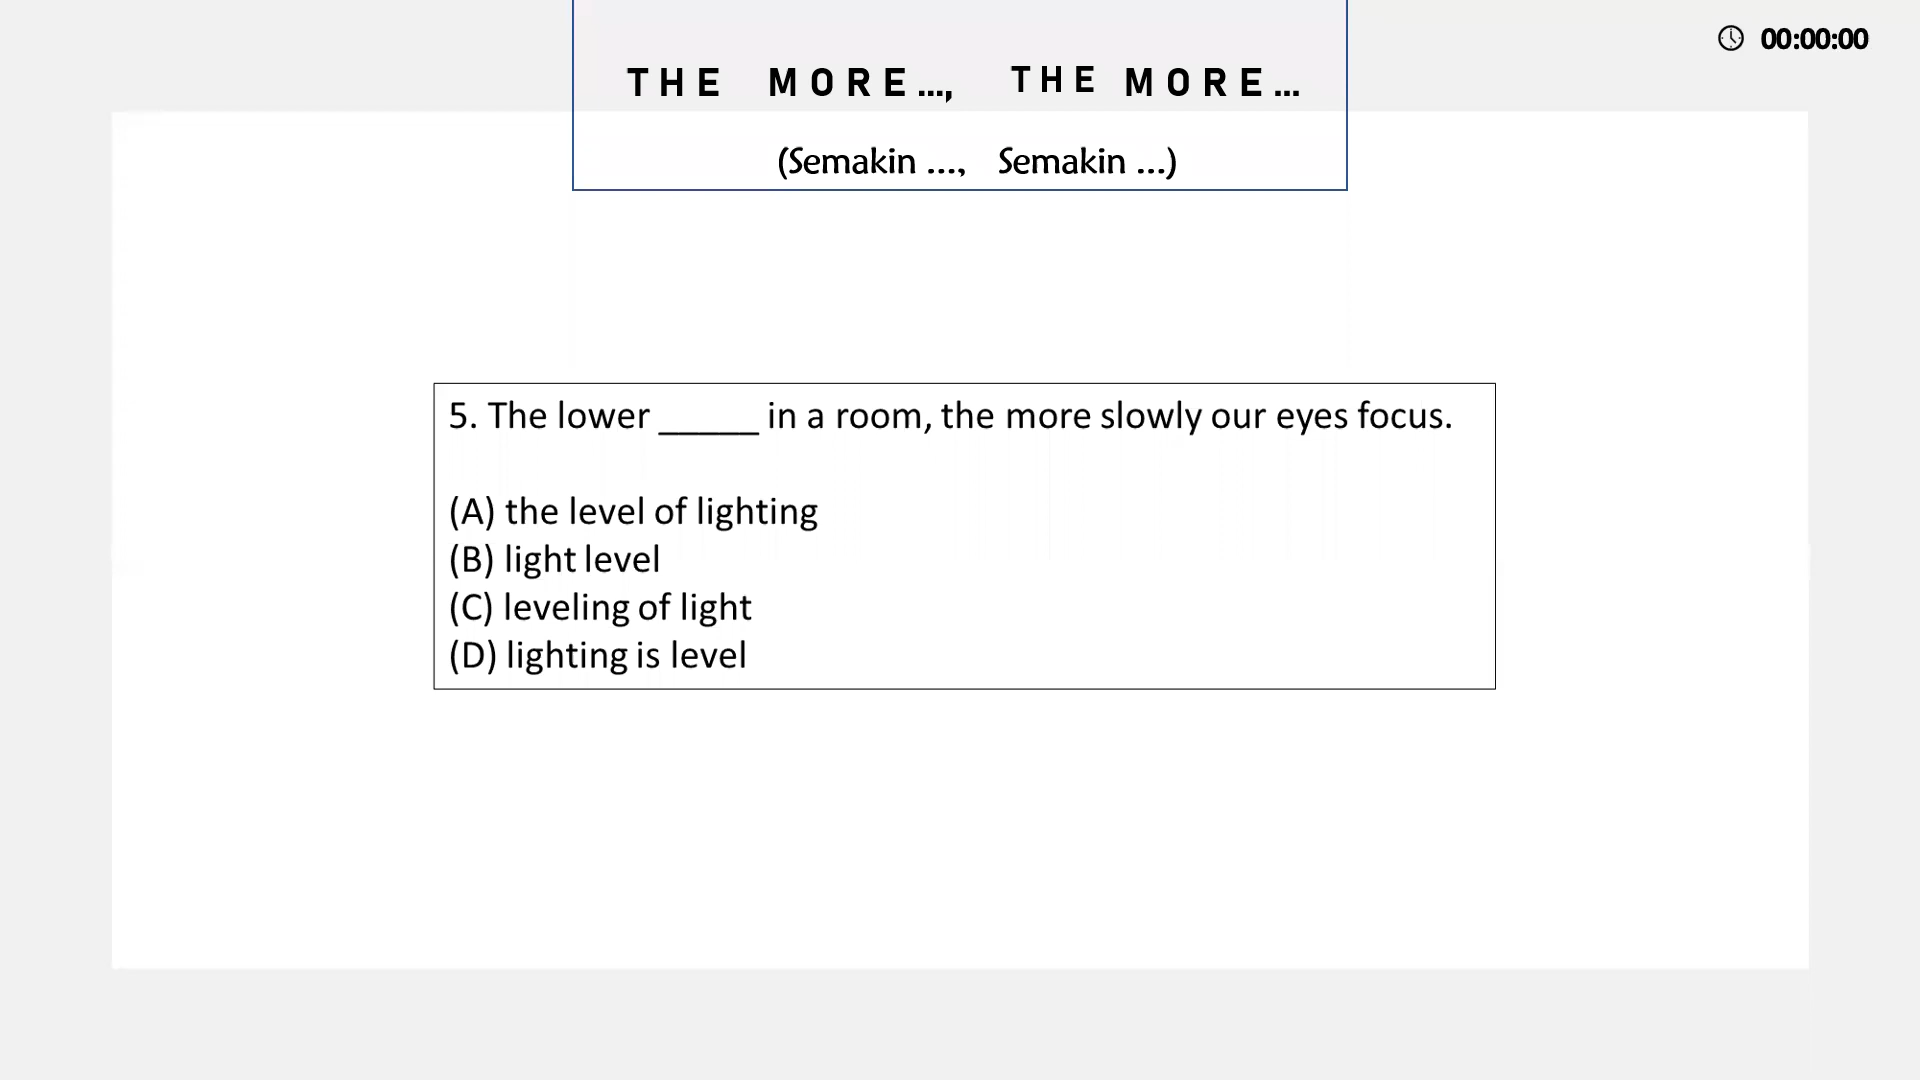 00:00:00
THE MORE…, THE MORE…
(Semakin …, Semakin …)
5. The lower _____ in a room, the more slowly our eyes focus.
(A) the level of lighting
(B) light level
(C) leveling of light
(D) lighting is level